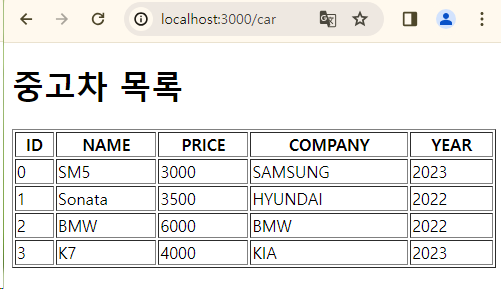 localhost:3000/car
중고차 목록
ID NAME PRICE COMPANY YEAR
0 SM5 3000 SAMSUNG 2023
1 Sonata 3500 HYUNDAI 2022
2 BMW 6000 BMW 2022
3 K7 4000 KIA 2023